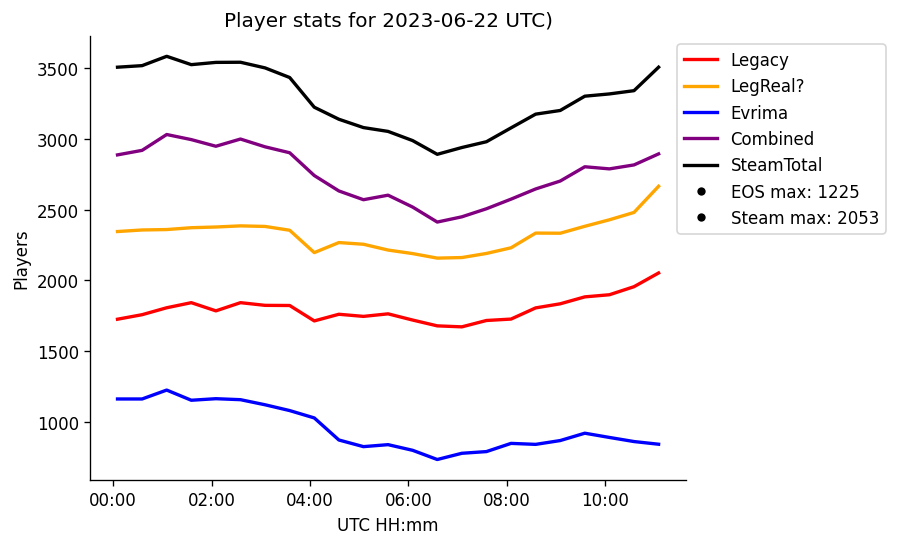 Player stats for 2023-06-22 UTC)
Players
3500
3000
2500
2000
1500
1000
00:00 02:00 04:00 06:00 08:00 10:00
UTC HH:mm
Legacy
LegReal?
Evrima
Combined
SteamTotal
EOS max: 1225
Steam max: 2053